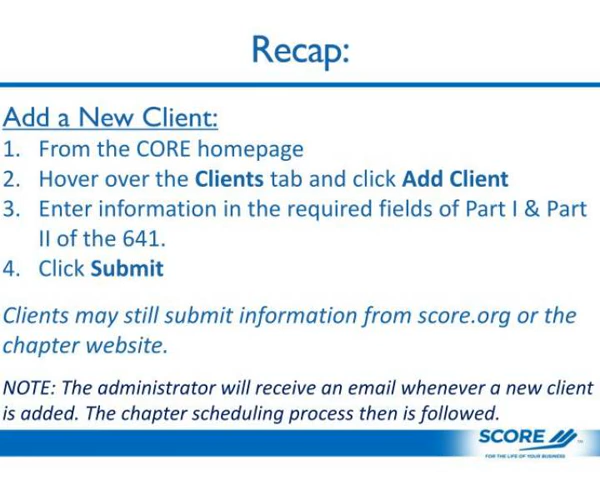 Recap:
Add a New Client:
1. From the CORE homepage
2. Hover over the Clients tab and click Add Client
3. Enter information in the required fields of Part I & Part
II of the 641.
4. Click Submit
Clients may still submit information from score.org or the
chapter website.
NOTE: The administrator will receive an email whenever a new client
is added. The chapter scheduling process then is followed.
SCORE
FOR THE LIFE OF YOUR BUSINESS